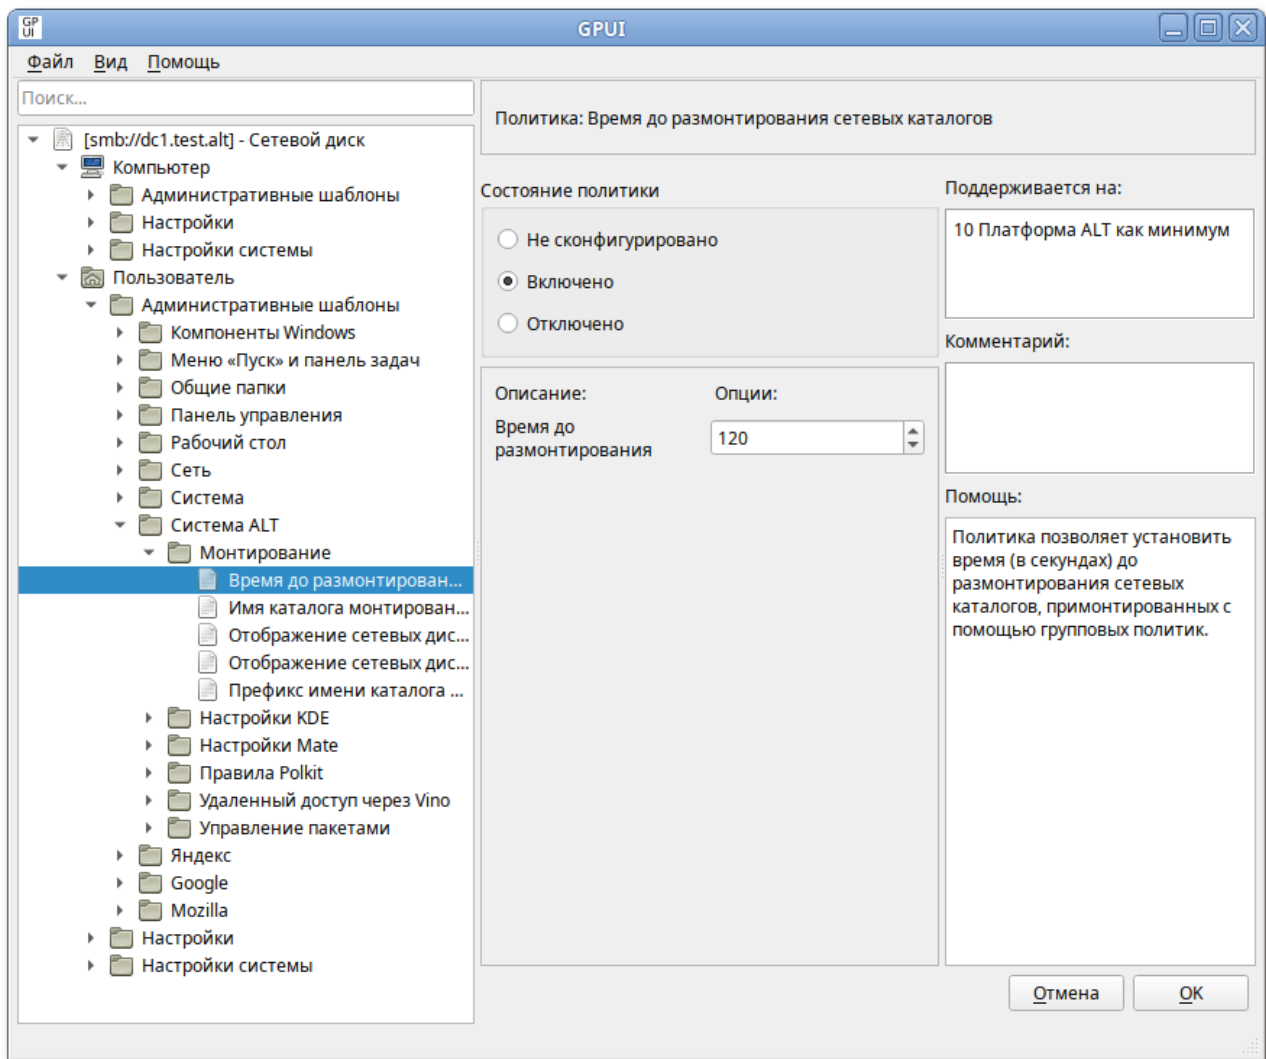 GP
UI
GPUI
Файл Вид Помощь
Поиск...
[smb://dc1.test.alt] - Сетевой диск
Компьютер
Административные шаблоны
Настройки
Настройки системы
Пользователь
Административные шаблоны
Компоненты Windows
Меню «Пуск» и панель задач
Общие папки
Панель управления
Рабочий стол
Сеть
Система
Система ALT
Монтирование
Время до размонтирован...
Имя каталога монтирован...
Отображение сетевых дис...
Отображение сетевых дис...
Префикс имени каталога ...
Настройки KDE
Настройки Mate
Правила Polkit
Удаленный доступ через Vino
Управление пакетами
Яндекс
Google
Mozilla
Настройки
Настройки системы
Политика: Время до размонтирования сетевых каталогов
Состояние политики
Не сконфигурировано
Включено
Отключено
Описание: Опции:
Время до
размонтирования
120
Поддерживается на:
10 Платформа ALT как минимум
Комментарий:
Помощь:
Политика позволяет установить
время (в секундах) до
размонтирования сетевых
каталогов, примонтированных с
помощью групповых политик.
Отмена OK